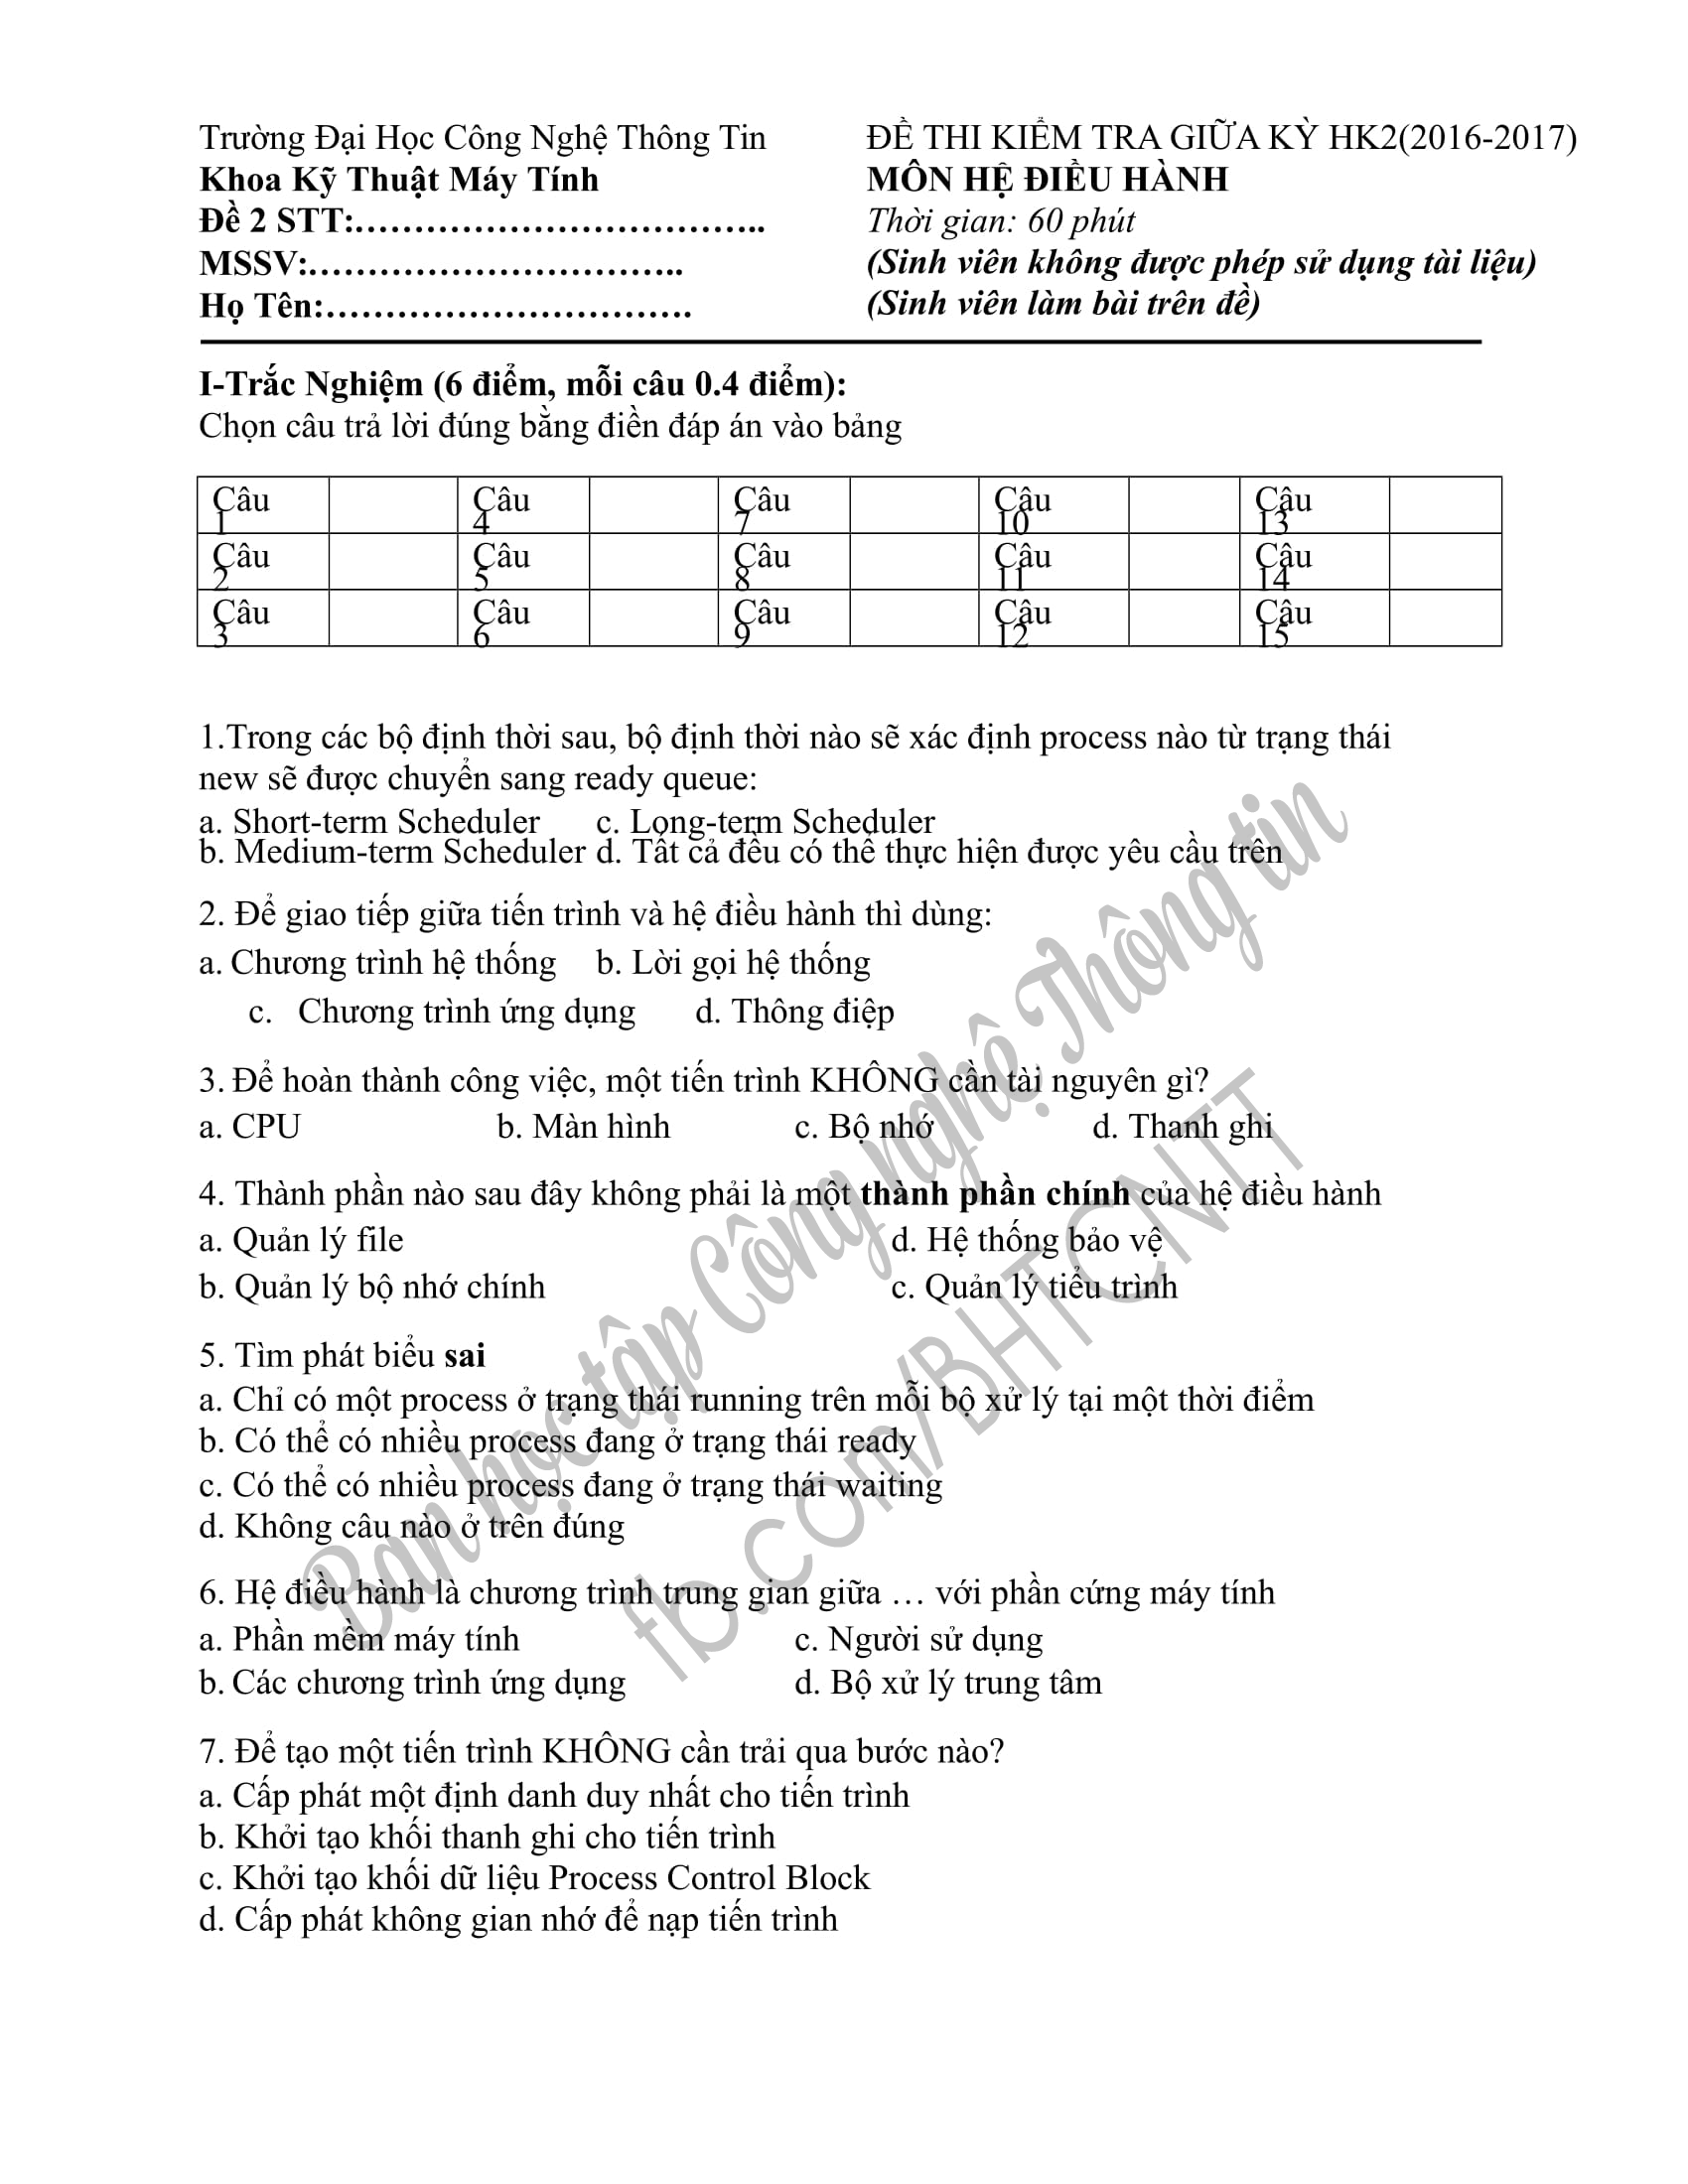 Trường Đại Học Công Nghệ Thông Tin
Khoa Kỹ Thuật Máy Tính
Đề 2 STT:……………………………..
MSSV:…………………………..
Họ Tên:………………………….
ĐỀ THI KIỂM TRA GIỮA KỲ HK2(2016-2017)
MÔN HỆ ĐIỀU HÀNH
Thời gian: 60 phút
(Sinh viên không được phép sử dụng tài liệu)
(Sinh viên làm bài trên đề)
I-Trắc Nghiệm (6 điểm, mỗi câu 0.4 điểm):
Chọn câu trả lời đúng bằng điền đáp án vào bảng
Câu 1 Câu 4 Câu 7 Câu 10 Câu 13
Câu 2 Câu 5 Câu 8 Câu 11 Câu 14
Câu 3 Câu 6 Câu 9 Câu 12 Câu 15
1.Trong các bộ định thời sau, bộ định thời nào sẽ xác định process nào từ trạng thái
new sẽ được chuyển sang ready queue:
a. Short-term Scheduler c. Long-term Scheduler
b. Medium-term Scheduler d. Tất cả đều có thể thực hiện được yêu cầu trên
2. Để giao tiếp giữa tiến trình và hệ điều hành thì dùng:
a. Chương trình hệ thống b. Lời gọi hệ thống
c. Chương trình ứng dụng d. Thông điệp
3. Để hoàn thành công việc, một tiến trình KHÔNG cần tài nguyên gì?
a. CPU b. Màn hình c. Bộ nhớ d. Thanh ghi
4. Thành phần nào sau đây không phải là một thành phần chính của hệ điều hành
a. Quản lý file d. Hệ thống bảo vệ
b. Quản lý bộ nhớ chính c. Quản lý tiểu trình
5. Tìm phát biểu sai
a. Chỉ có một process ở trạng thái running trên mỗi bộ xử lý tại một thời điểm
b. Có thể có nhiều process đang ở trạng thái ready
c. Có thể có nhiều process đang ở trạng thái waiting
d. Không câu nào ở trên đúng
6. Hệ điều hành là chương trình trung gian giữa … với phần cứng máy tính
a. Phần mềm máy tính c. Người sử dụng
b. Các chương trình ứng dụng d. Bộ xử lý trung tâm
7. Để tạo một tiến trình KHÔNG cần trải qua bước nào?
a. Cấp phát một định danh duy nhất cho tiến trình
b. Khởi tạo khối thanh ghi cho tiến trình
c. Khởi tạo khối dữ liệu Process Control Block
d. Cấp phát không gian nhớ để nạp tiến trình
Ban học tập Công nghệ Thông tin
fb.com/BHTCNTT